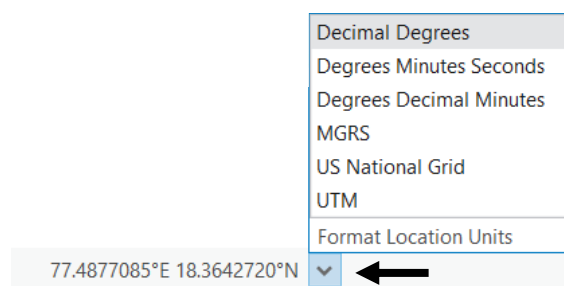 Decimal Degrees
Degrees Minutes Seconds
Degrees Decimal Minutes
MGRS
US National Grid
UTM
Format Location Units
77.4877085°E 18.3642720°N